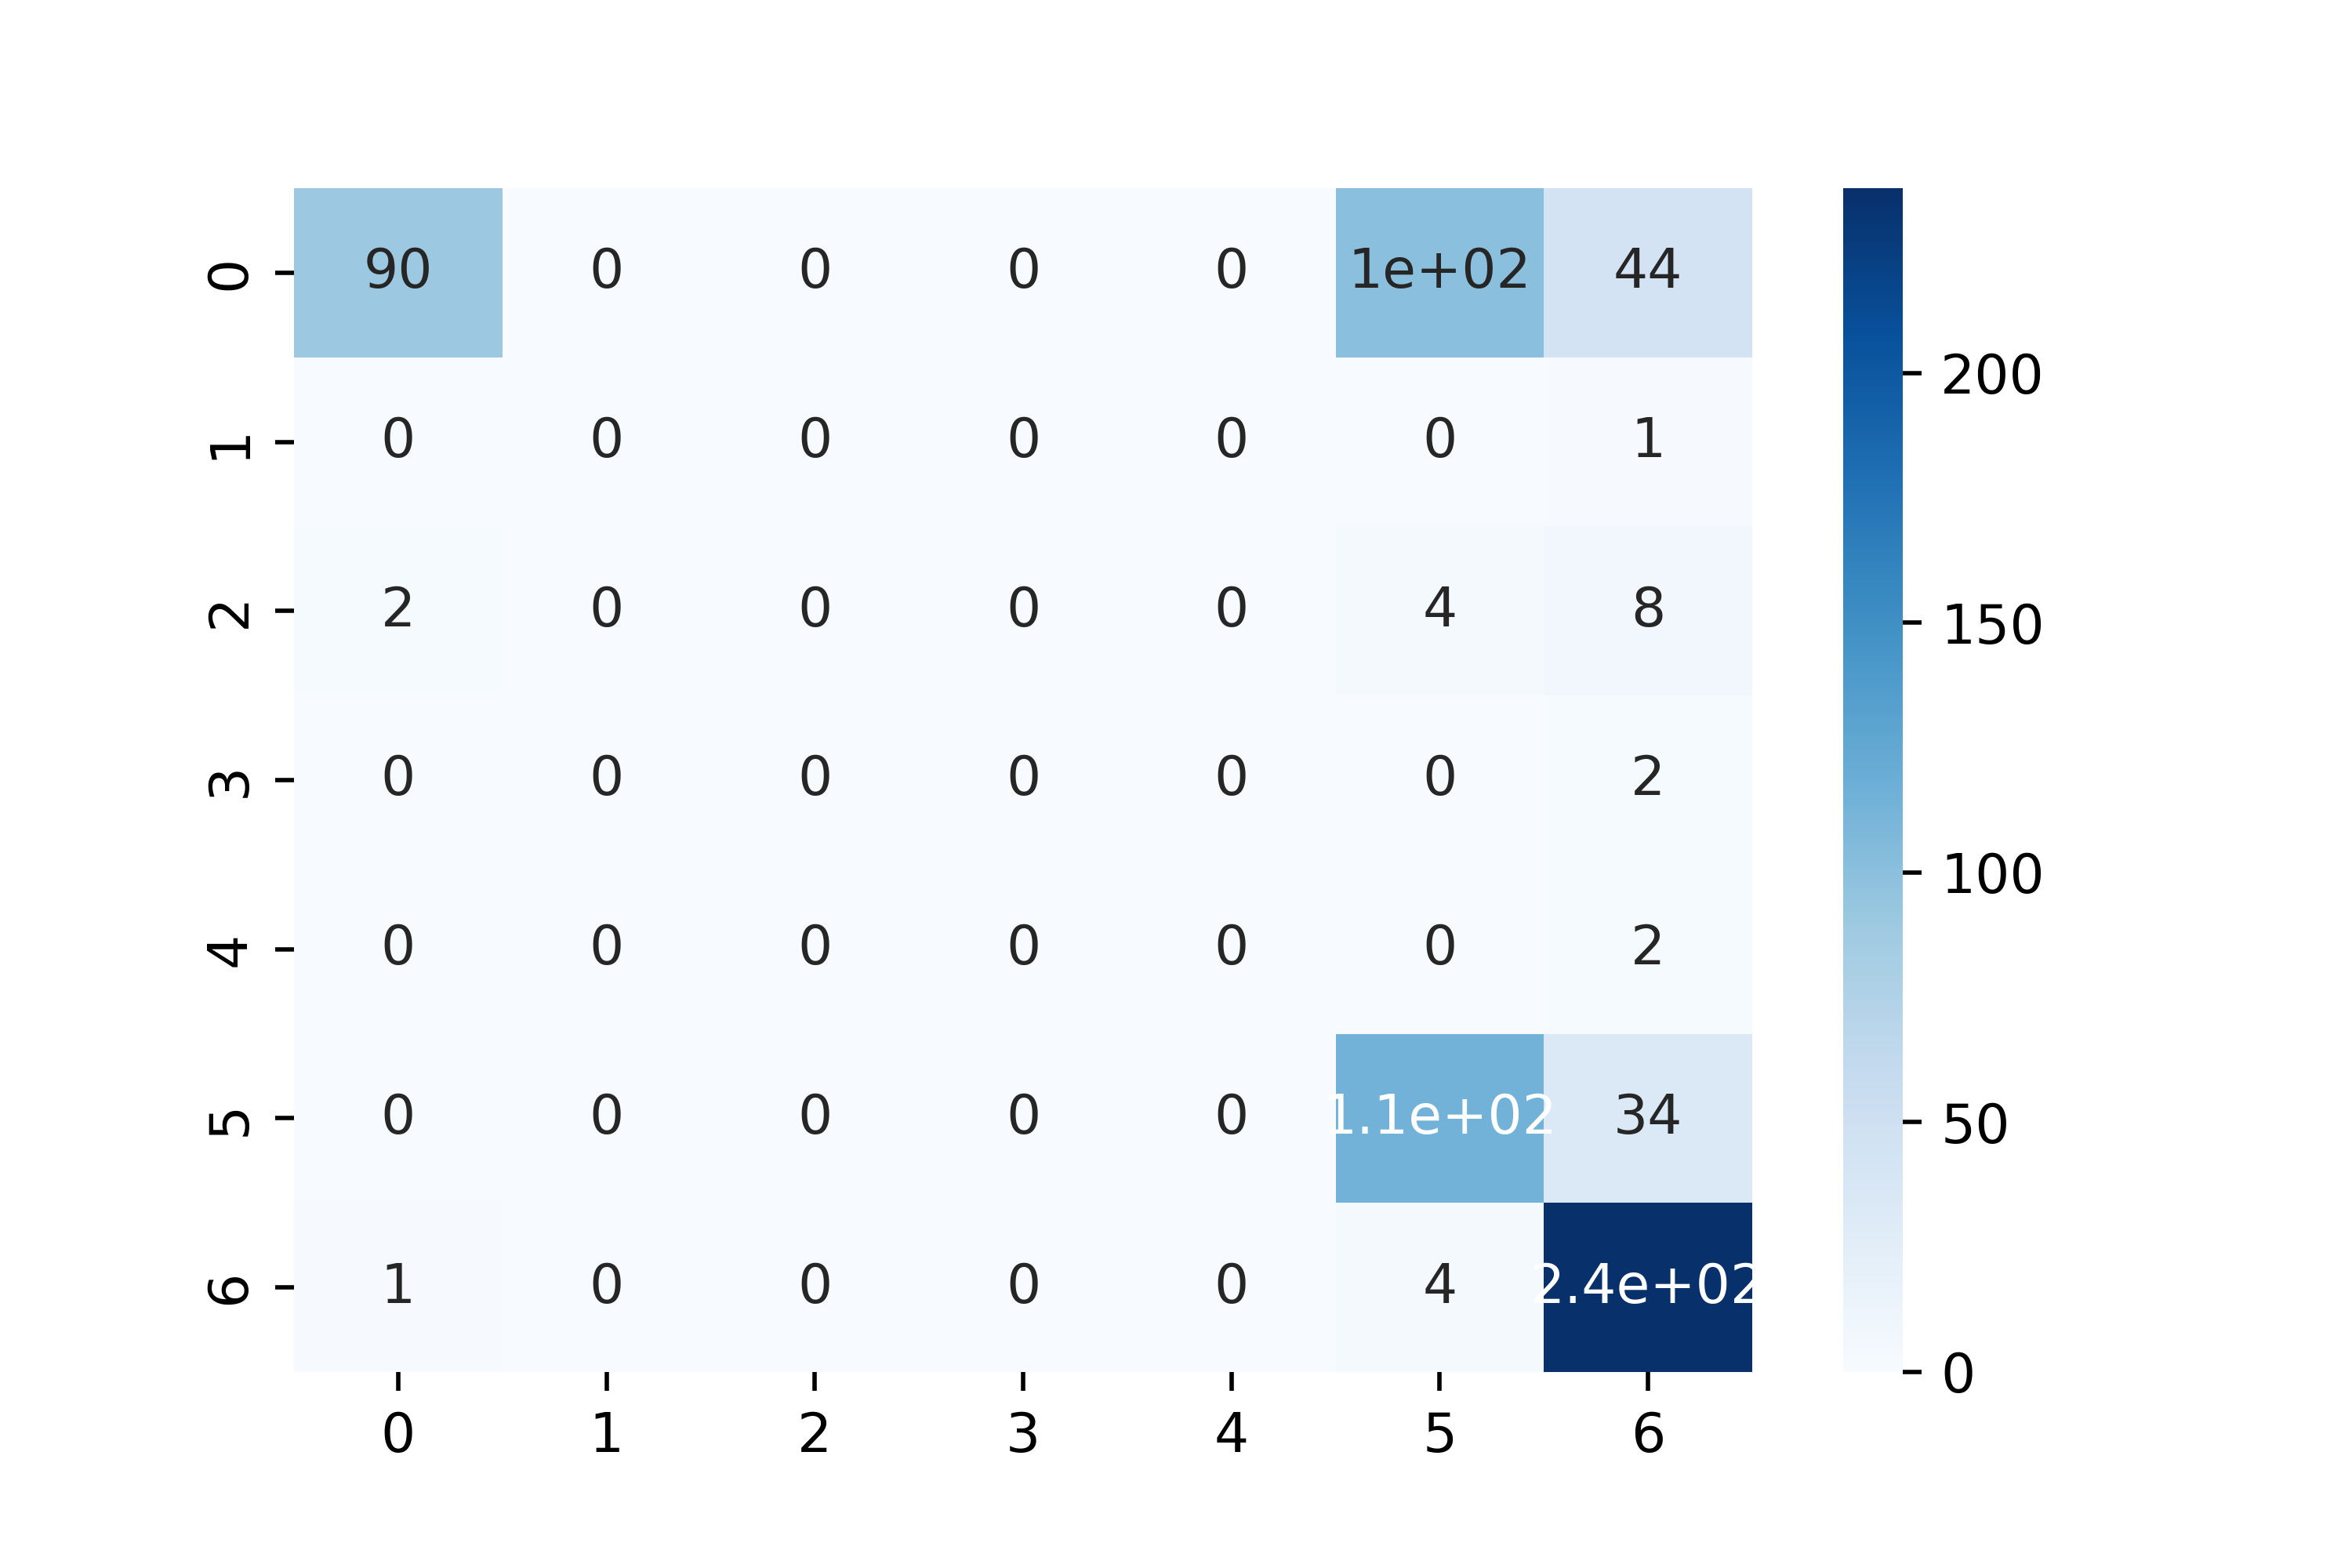 0 90 0 0 0 0 1e+02 44
1 0 0 0 0 0 0 1
2 2 0 0 0 0 4 8
3 0 0 0 0 0 0 2
4 0 0 0 0 0 0 2
5 0 0 0 0 0 1.1e+02 34
6 1 0 0 0 0 4 2.4e+02
0 1 2 3 4 5 6
200
150
100
50
0